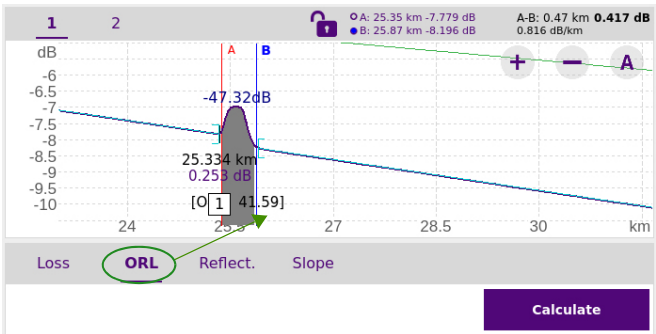 1 2
A: 25.35 km -7.779 dB
B: 25.87 km -8.196 dB
A-B: 0.47 km 0.417 dB
0.816 dB/km
dB
A B
+ − A
-6
-6.5
-7
-7.5
-8
-8.5
-9
-9.5
-10
-47.32dB
25.334 km
0.253 dB
[O 1 41.59]
24 25.5 27 28.5 30 km
Loss ORL Reflect. Slope
Calculate